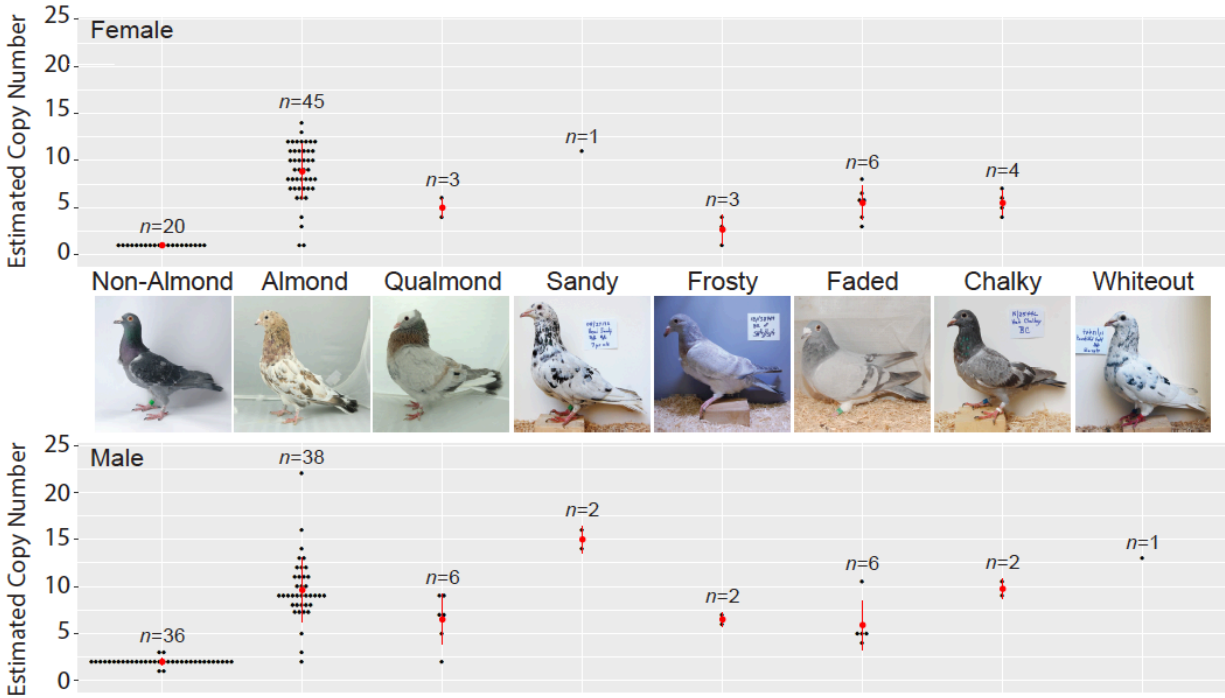 25
Female
20
15
10
5
0
Estimated Copy Number
n=20
n=45
n=3
n=1
n=3
n=6
n=4
Non-Almond Almond Qualmond Sandy Frosty Faded Chalky Whiteout
BC
25
Male
20
15
10
5
0
Estimated Copy Number
n=36
n=38
n=6
n=2
n=2
n=6
n=2
n=1